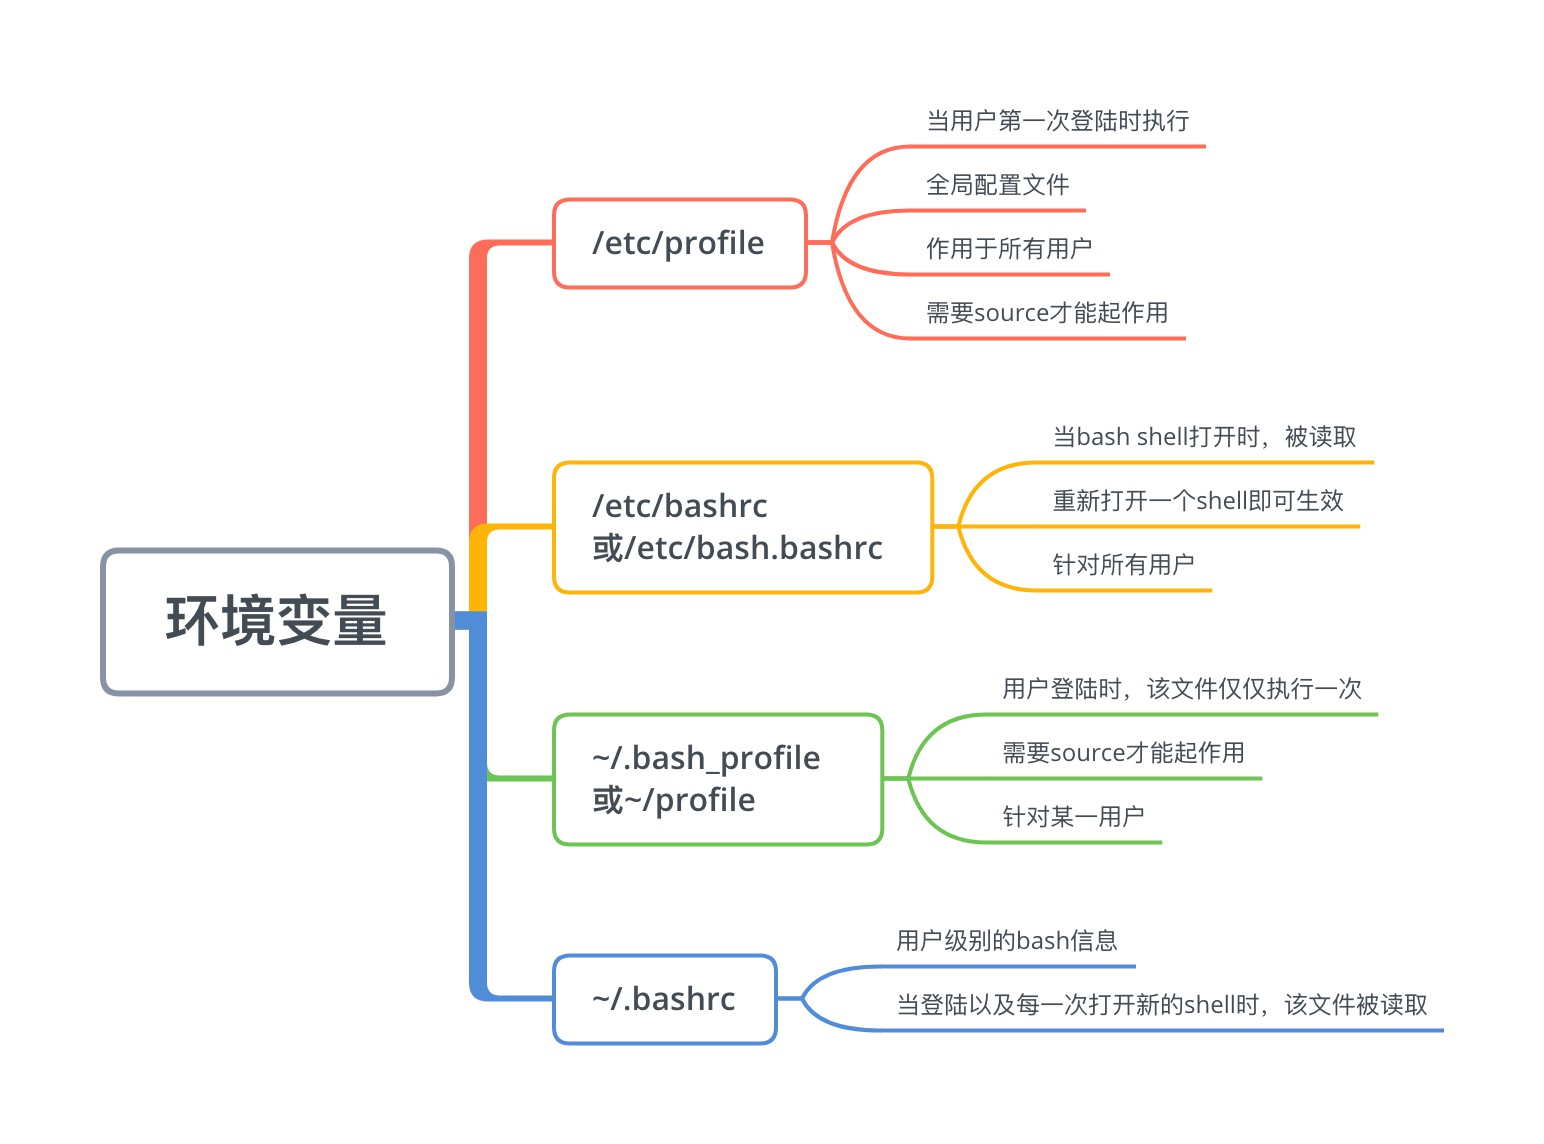 环境变量
/etc/profile
当用户第一次登陆时执行
全局配置文件
作用于所有用户
需要source才能起作用
/etc/bashrc
或/etc/bash.bashrc
当bash shell打开时，被读取
重新打开一个shell即可生效
针对所有用户
~/.bash_profile
或~/profile
用户登陆时，该文件仅仅执行一次
需要source才能起作用
针对某一用户
~/.bashrc
用户级别的bash信息
当登陆以及每一次打开新的shell时，该文件被读取